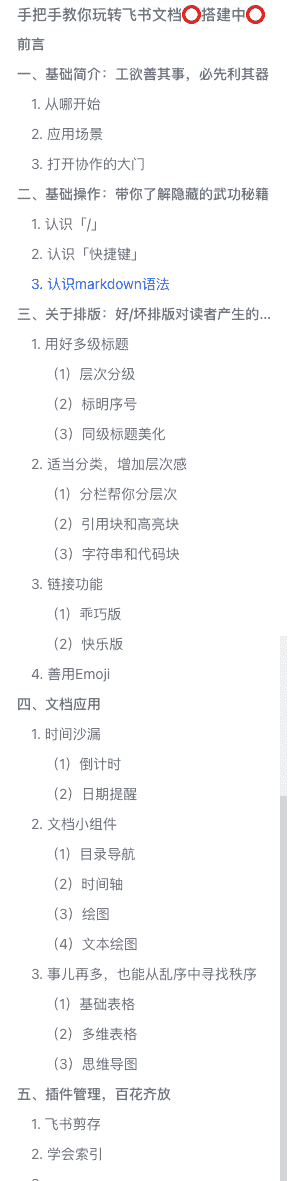 手把手教你玩转飞书文档⭕搭建中⭕
前言
一、基础简介：工欲善其事，必先利其器
1. 从哪开始
2. 应用场景
3. 打开协作的大门
二、基础操作：带你了解隐藏的武功秘籍
1. 认识「/」
2. 认识「快捷键」
3. 认识markdown语法
三、关于排版：好/坏排版对读者产生的...
1. 用好多级标题
（1）层次分级
（2）标明序号
（3）同级标题美化
2. 适当分类，增加层次感
（1）分栏帮你分层次
（2）引用块和高亮块
（3）字符串和代码块
3. 链接功能
（1）乖巧版
（2）快乐版
4. 善用Emoji
四、文档应用
1. 时间沙漏
（1）倒计时
（2）日期提醒
2. 文档小组件
（1）目录导航
（2）时间轴
（3）绘图
（4）文本绘图
3. 事儿再多，也能从乱序中寻找秩序
（1）基础表格
（2）多维表格
（3）思维导图
五、插件管理，百花齐放
1. 飞书剪存
2. 学会索引